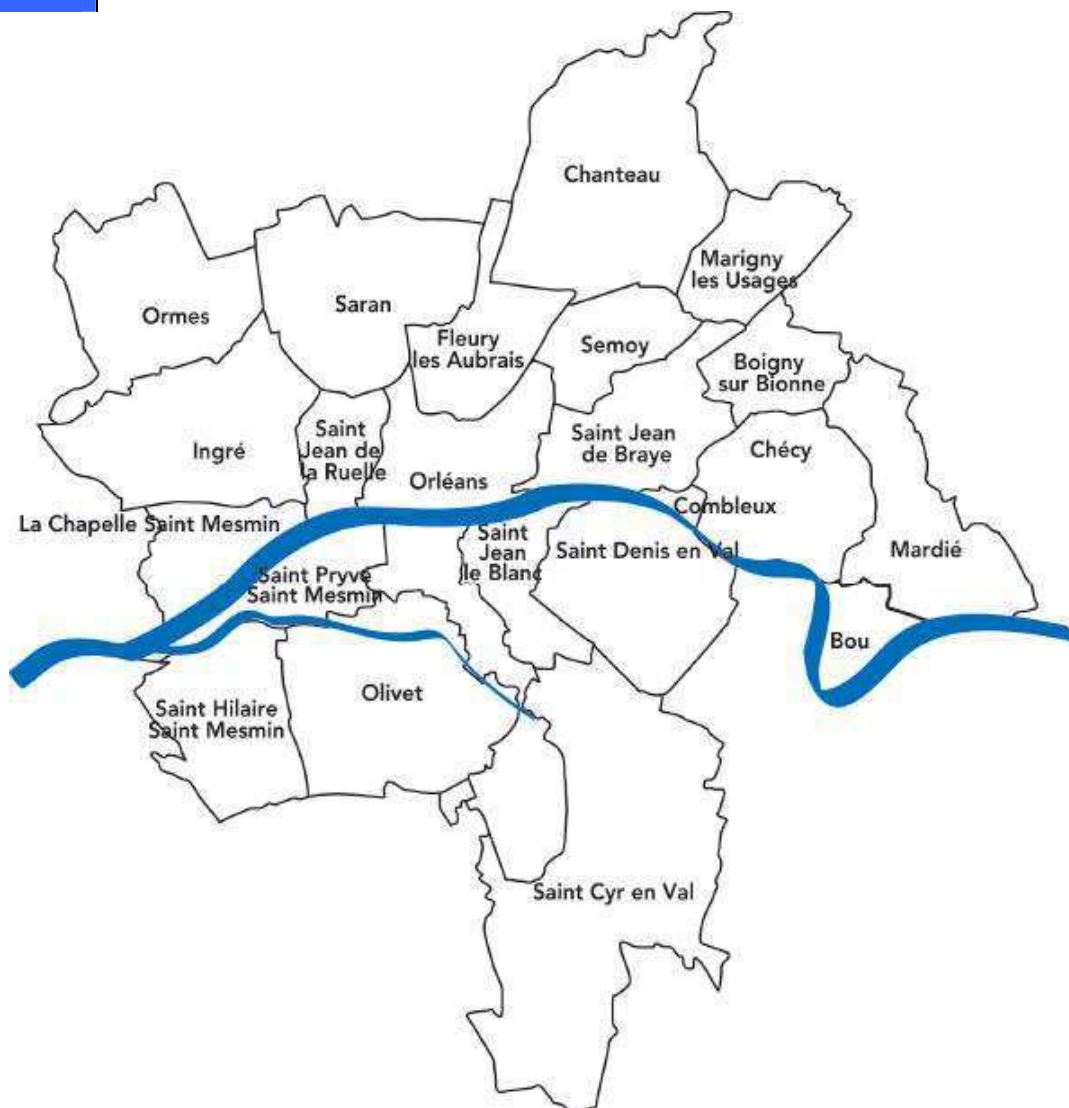 Chanteau
Marigny
les Usages
Ormes
Saran
Fleury
les Aubrais
Semoy
Boigny
sur Bionne
Ingré
Saint
Jean de
la Ruelle
Saint Jean
de Braye
Chécy
Orléans
La Chapelle Saint Mesmin
Combleux
Saint
Jean
le Blanc
Saint Denis en Val
Mardié
Saint Pryvé
Saint Mesmin
Bou
Olivet
Saint Hilaire
Saint Mesmin
Saint Cyr en Val